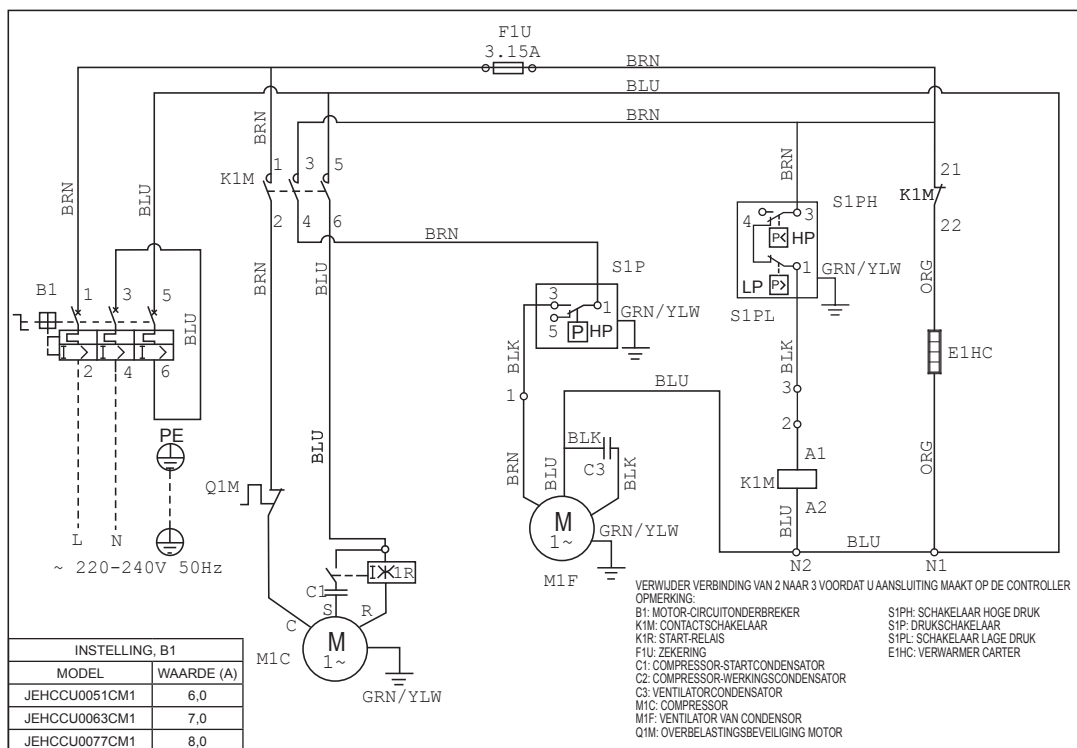 F1U
3.15A
BRN
BLU
BRN
BRN
BRN
BLU
BRN
1 3 5
K1M
2 4 6
BRN
21
K1M
22
S1PH
4 3
P< HP
1
LP P>
GRN/YLW
S1PL
ORG
B1
1 3 5
BLU
2 4 6
BRN
BLU
S1P
3 1
5
P HP
GRN/YLW
BLK
1
BLU
BLK
3
2
E1HC
PE
Q1M
BLU
BRN
BLU
BLK
C3
BLK
A1
K1M
A2
BLU
ORG
M
1~
GRN/YLW
M1F
BLU
N2 N1
L N
~ 220-240V 50Hz
1R
C1
S R
C
M
1~
M1C
GRN/YLW
INSTELLING, B1
MODEL WAARDE (A)
JEHCCU0051CM1 6,0
JEHCCU0063CM1 7,0
JEHCCU0077CM1 8,0
VERWIJDER VERBINDING VAN 2 NAAR 3 VOORDAT U AANSLUITING MAAKT OP DE CONTROLLER
OPMERKING:
B1: MOTOR-CIRCUITONDERBREKER
K1M: CONTACTSCHAKELAAR
K1R: START-RELAIS
F1U: ZEKERING
C1: COMPRESSOR-STARTCONDENSATOR
C2: COMPRESSOR-WERKINGSCONDENSATOR
C3: VENTILATORCONDENSATOR
M1C: COMPRESSOR
M1F: VENTILATOR VAN CONDENSOR
Q1M: OVERBELASTINGSBEVEILIGING MOTOR
S1PH: SCHAKELAAR HOGE DRUK
S1P: DRUKSCHAKELAAR
S1PL: SCHAKELAAR LAGE DRUK
E1HC: VERWARMER CARTER